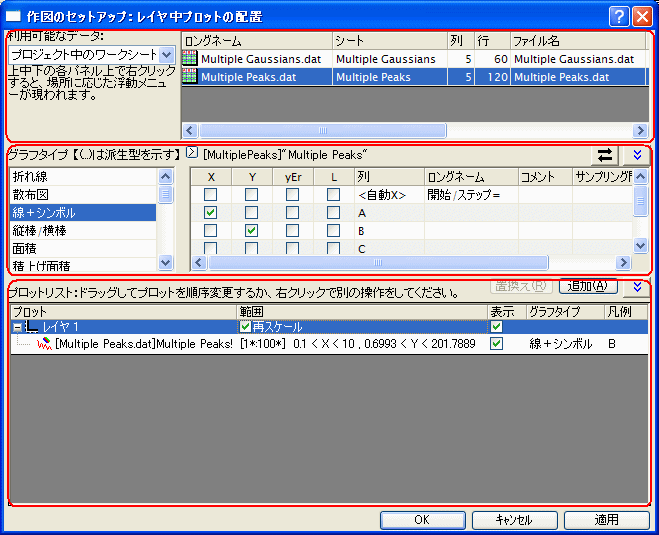 作図のセットアップ: レイヤ中プロットの配置
利用可能なデータ:
プロジェクト中のワークシート
上中下の各パネル上で右クリック
すると、場所に応じた浮動メニュ
ーが現われます。
ロングネーム シート 列 行 ファイル名
Multiple Gaussians.dat Multiple Gaussians 5 60 Multiple Gaussians.dat
Multiple Peaks.dat Multiple Peaks 5 120 Multiple Peaks.dat
グラフタイプ【(..)は派生型を示す】 [MultiplePeaks]"Multiple Peaks"
折れ線
散布図
線+シンボル
縦棒/横棒
面積
積上げ面積
X Y yEr L 列 ロングネーム コメント サンプリング
<自動X> 開始/ステップ=
A
B
C
置換え(R) 追加(A)
プロットリスト:ドラッグしてプロットを順序変更するか、右クリックで別の操作をしてください。
プロット 範囲 表示 グラフタイプ 凡例
レイヤ 1 再スケール
[Multiple Peaks.dat]Multiple Peaks! [1*:100*] 0.1 < X < 10 , 0.6993 < Y < 201.7889 線+シンボル B
OK キャンセル 適用